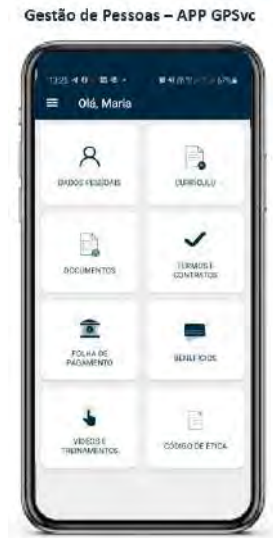 Gestão de Pessoas – APP GPSvc
Olá, Maria
DADOS PESSOAIS
CURRÍCULO
DOCUMENTOS
TERMOS E
CONTRATOS
FOLHA DE
PAGAMENTO
BENEFÍCIOS
VÍDEOS E
TREINAMENTOS
CÓDIGO DE ÉTICA